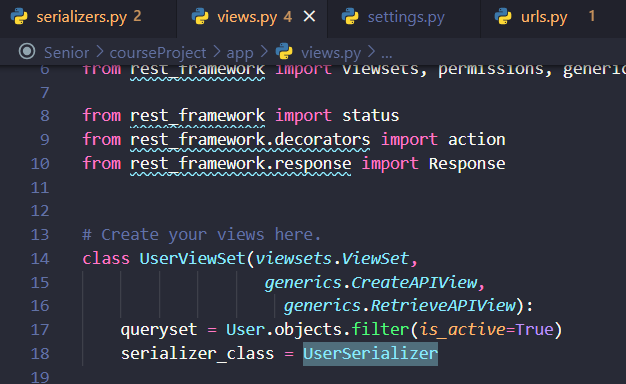 serializers.py 2 views.py 4 × settings.py urls.py 1
Senior > courseProject > app > views.py > ...
6 from rest_framework import viewsets, permissions, generic
7
8 from rest_framework import status
9 from rest_framework.decorators import action
10 from rest_framework.response import Response
11
12
13 # Create your views here.
14 class UserViewSet(viewsets.ViewSet,
15 generics.CreateAPIView,
16 generics.RetrieveAPIView):
17 queryset = User.objects.filter(is_active=True)
18 serializer_class = UserSerializer
19